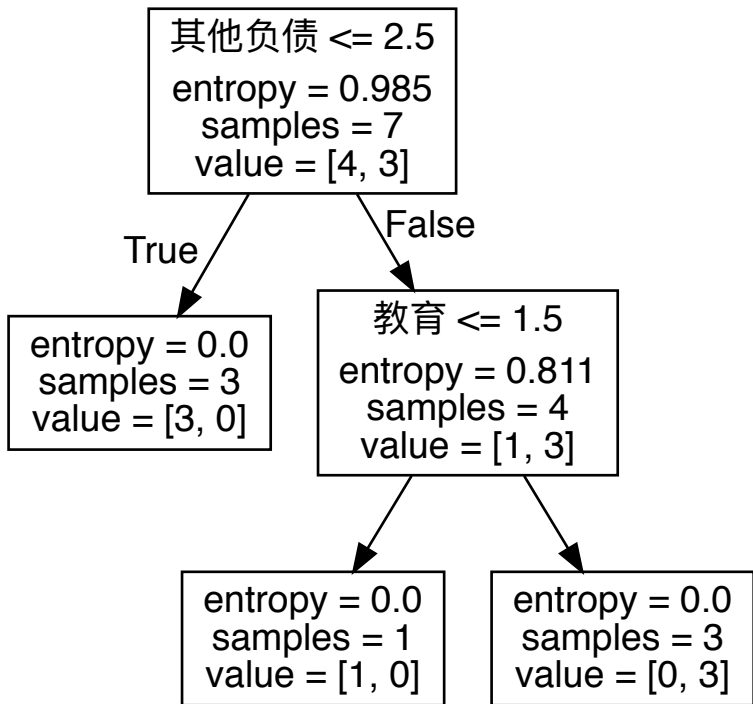 其他负债 <= 2.5
entropy = 0.985
samples = 7
value = [4, 3]
True
False
entropy = 0.0
samples = 3
value = [3, 0]
教育 <= 1.5
entropy = 0.811
samples = 4
value = [1, 3]
entropy = 0.0
samples = 1
value = [1, 0]
entropy = 0.0
samples = 3
value = [0, 3]